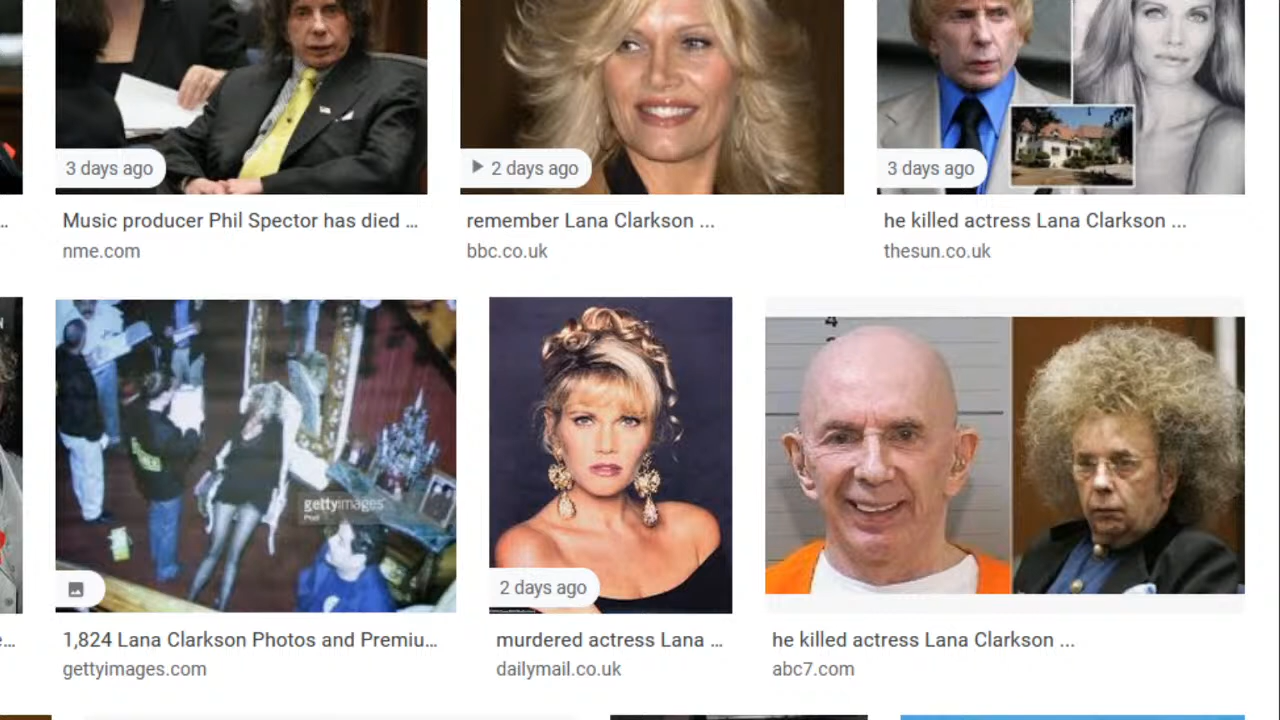 3 days ago
2 days ago
3 days ago
Music producer Phil Spector has died ...
remember Lana Clarkson ...
he killed actress Lana Clarkson ...
nme.com
bbc.co.uk
thesun.co.uk
gettyimages
Pool
2 days ago
1,824 Lana Clarkson Photos and Premiu...
murdered actress Lana ...
he killed actress Lana Clarkson ...
gettyimages.com
dailymail.co.uk
abc7.com